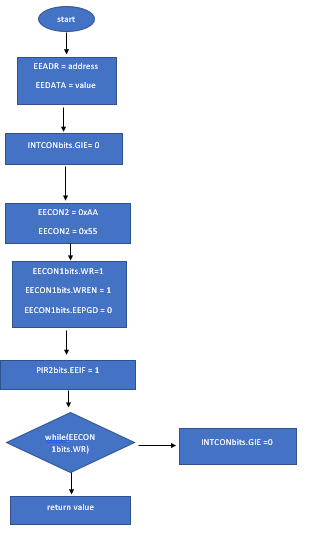 start
EEADR = address
EEDATA = value
INTCONbits.GIE= 0
EECON2 = 0xAA
EECON2 = 0x55
EECON1bits.WR=1
EECON1bits.WREN = 1
EECON1bits.EEPGD = 0
PIR2bits.EEIF = 1
while(EECON
1bits.WR)
INTCONbits.GIE =0
return value